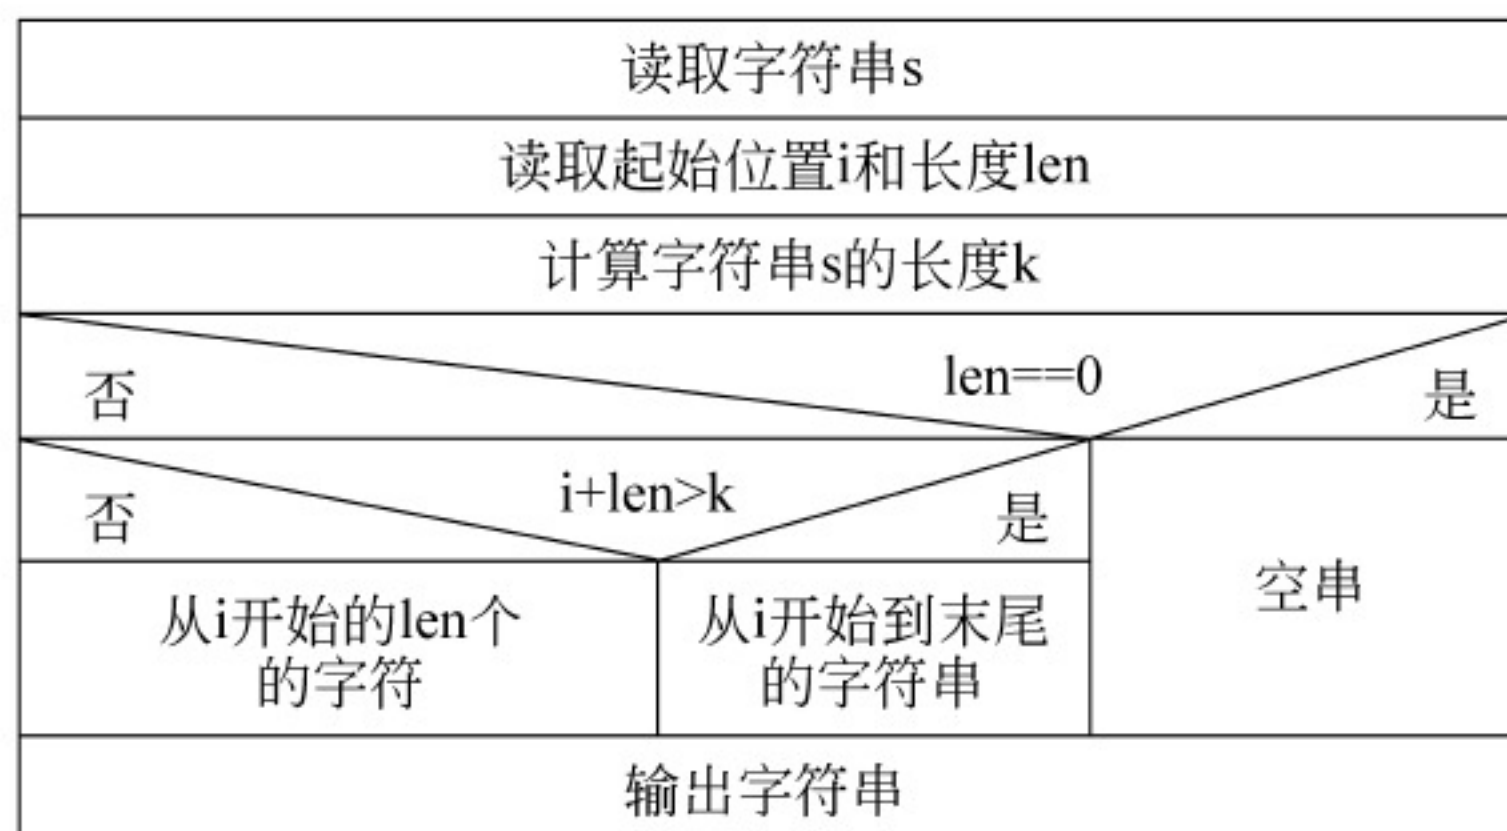 读取字符串s
读取起始位置i和长度len
计算字符串s的长度k
len==0
否
是
i+len>k
否
是
从i开始的len个
的字符
从i开始到末尾
的字符串
空串
输出字符串